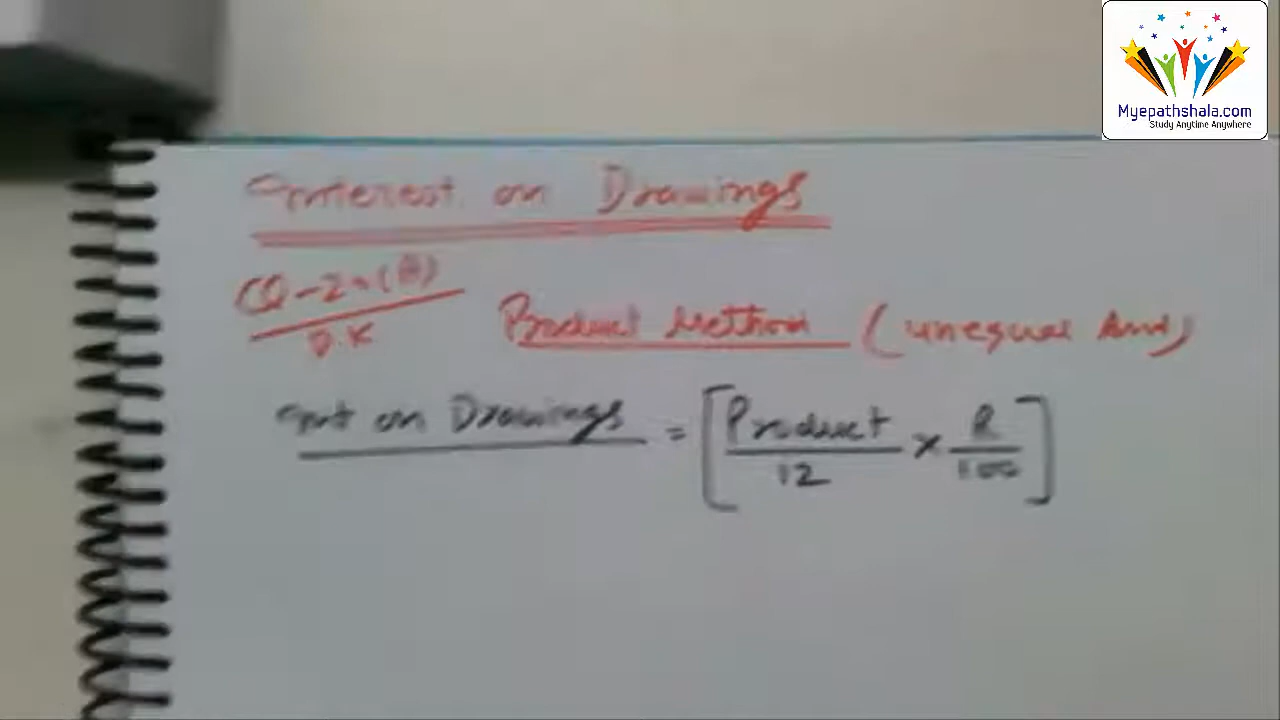 Myepathshala.com
Study Anytime Anywhere
Interest on Drawings
Product Method (unequal Amt)
Int on Drawings = [Product/12 × R/100]